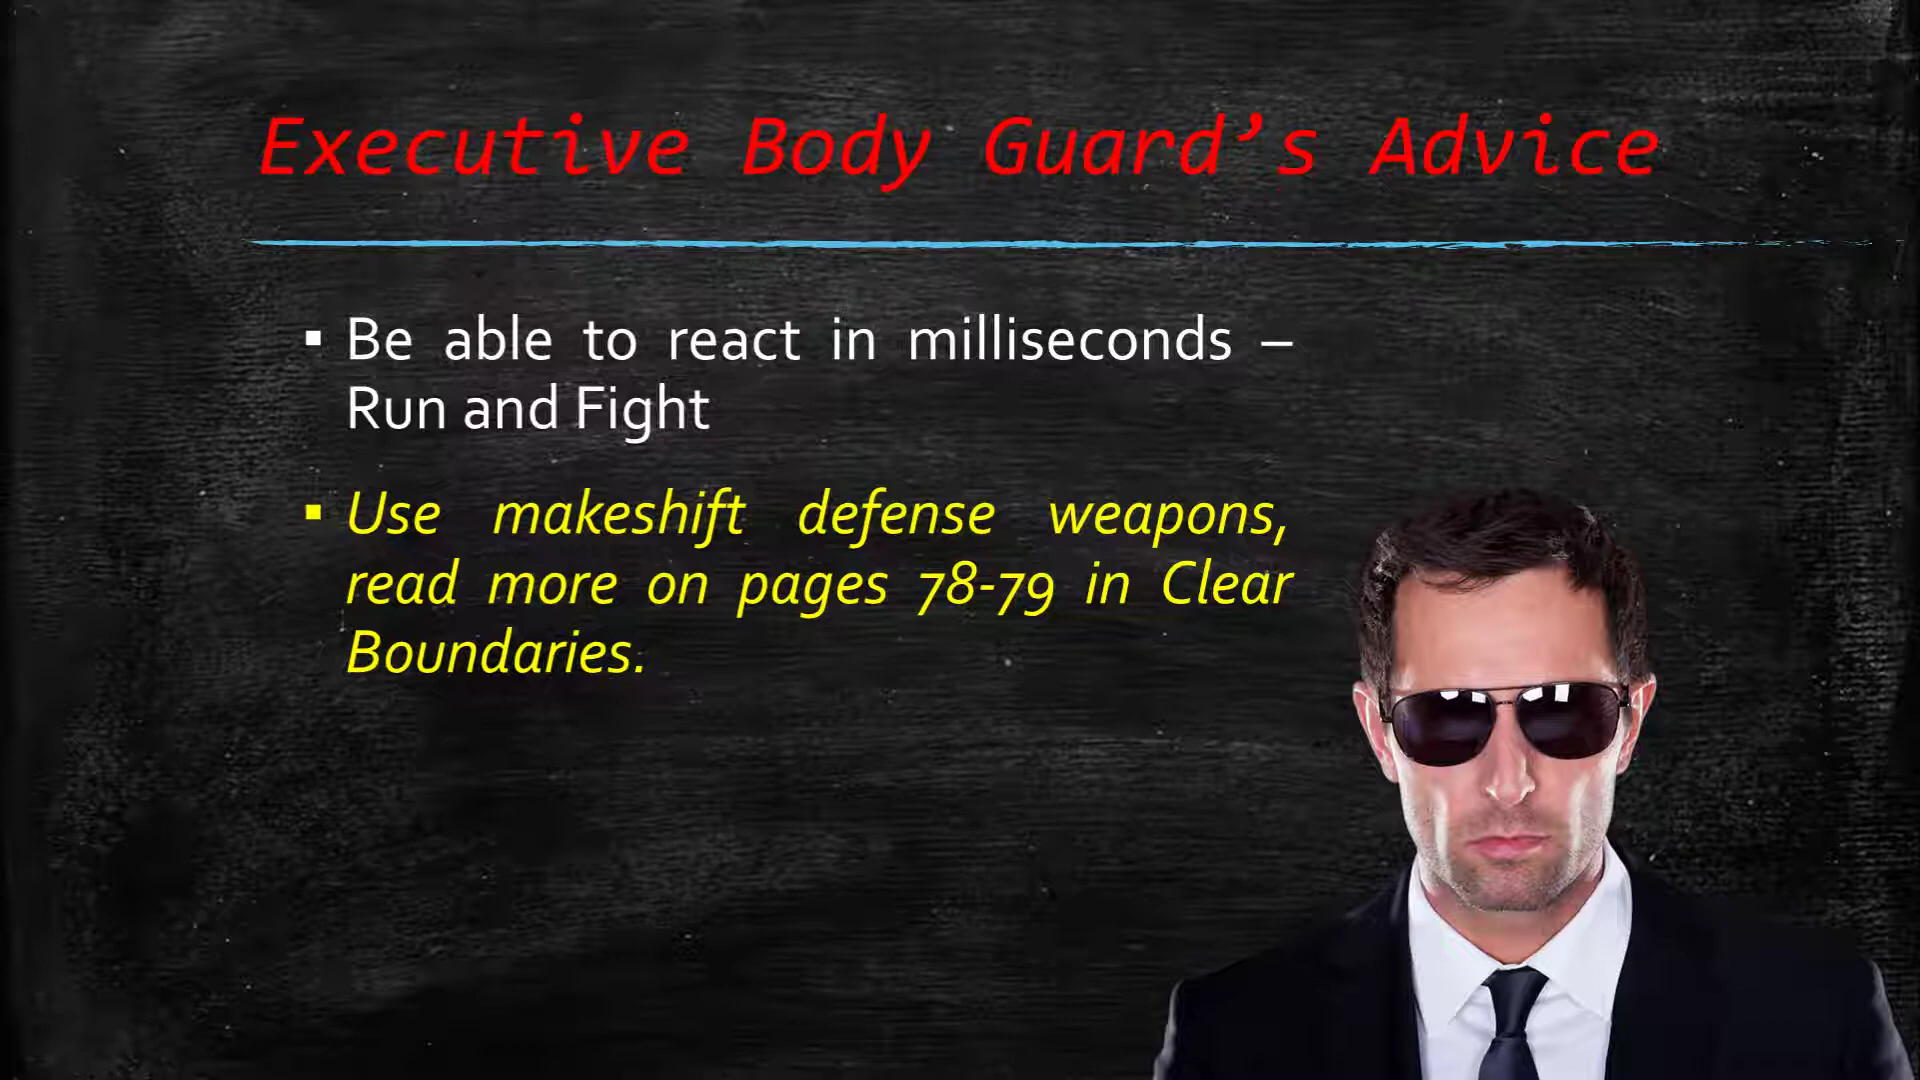 Executive Body Guard’s Advice
▪ Be able to react in milliseconds –
Run and Fight
▪ Use makeshift defense weapons,
read more on pages 78-79 in Clear
Boundaries.